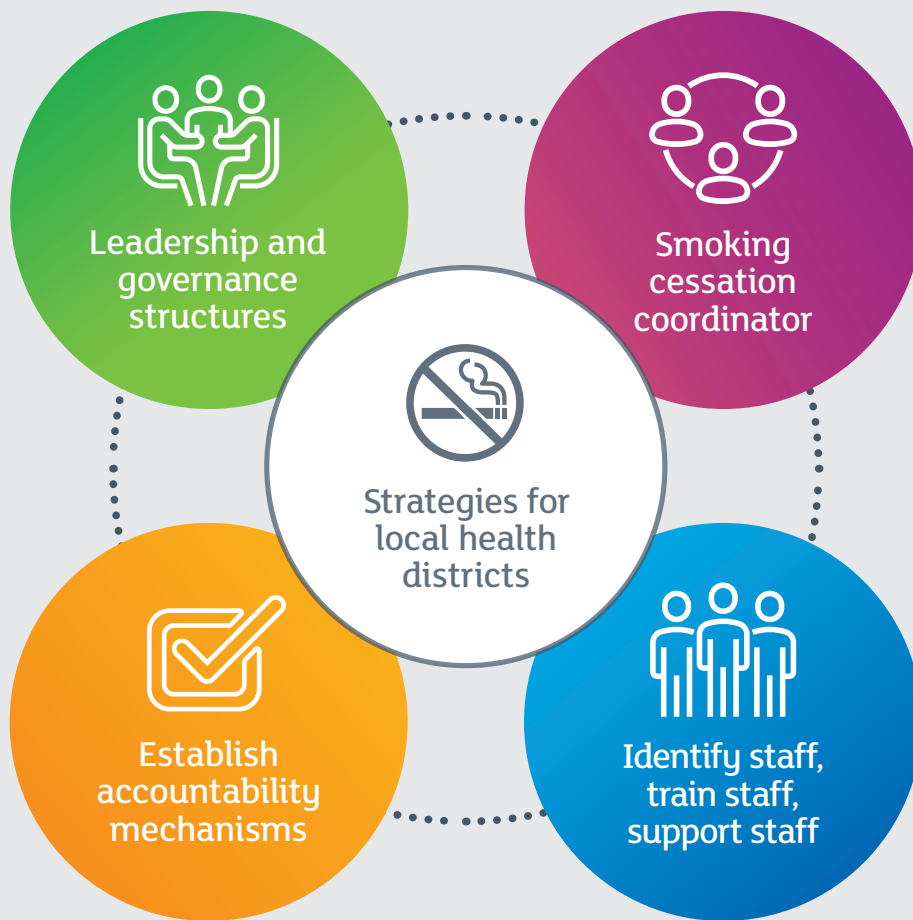 Leadership and
governance
structures
Smoking
cessation
coordinator
Strategies for
local health
districts
Establish
accountability
mechanisms
Identify staff,
train staff,
support staff